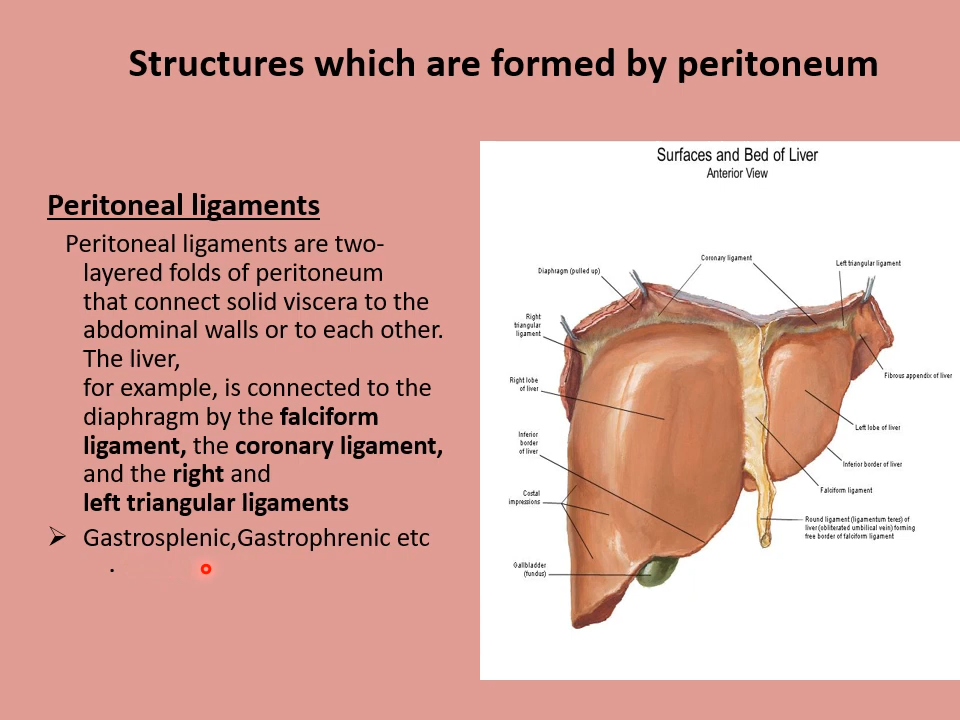 Structures which are formed by peritoneum
Peritoneal ligaments
Peritoneal ligaments are two-
layered folds of peritoneum
that connect solid viscera to the
abdominal walls or to each other.
The liver,
for example, is connected to the
diaphragm by the falciform
ligament, the coronary ligament,
and the right and
left triangular ligaments
➢ Gastrosplenic,Gastrophrenic etc
.
Surfaces and Bed of Liver
Anterior View
Coronary ligament
Left triangular ligament
Diaphragm (pulled up)
Right
triangular
ligament
Fibrous appendix of liver
Right lobe
of liver
Left lobe of liver
Inferior
border
of liver
Inferior border of liver
Falciform ligament
Costal
impressions
Round ligament (ligamentum teres) of
liver (obliterated umbilical vein) forming
free border of falciform ligament
Gallbladder
(fundus)